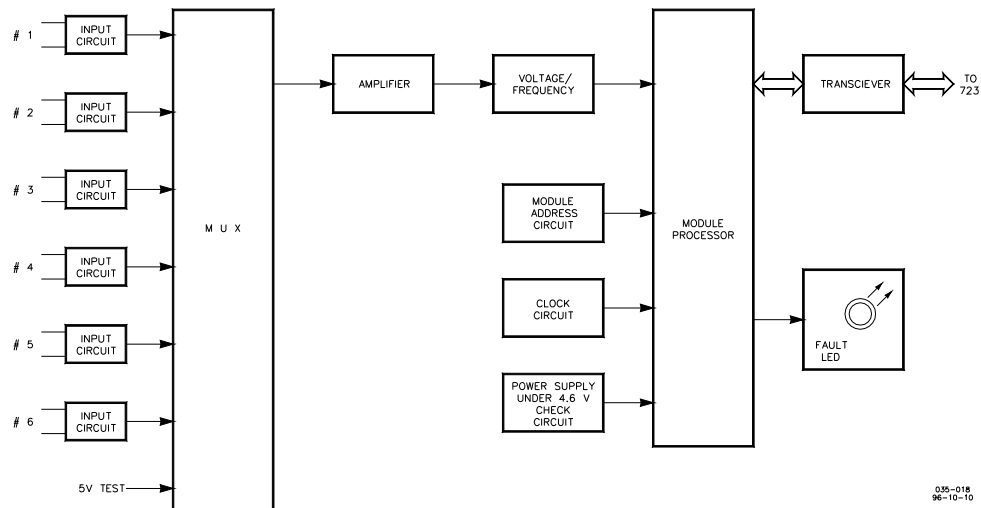 # 1
INPUT
CIRCUIT
# 2
INPUT
CIRCUIT
# 3
INPUT
CIRCUIT
# 4
INPUT
CIRCUIT
# 5
INPUT
CIRCUIT
# 6
INPUT
CIRCUIT
5V TEST
M U X
AMPLIFIER
VOLTAGE/
FREQUENCY
MODULE
ADDRESS
CIRCUIT
CLOCK
CIRCUIT
POWER SUPPLY
UNDER 4.6 V
CHECK
CIRCUIT
MODULE
PROCESSOR
TRANSCIEVER
TO
723
FAULT
LED
035-018
96-10-10